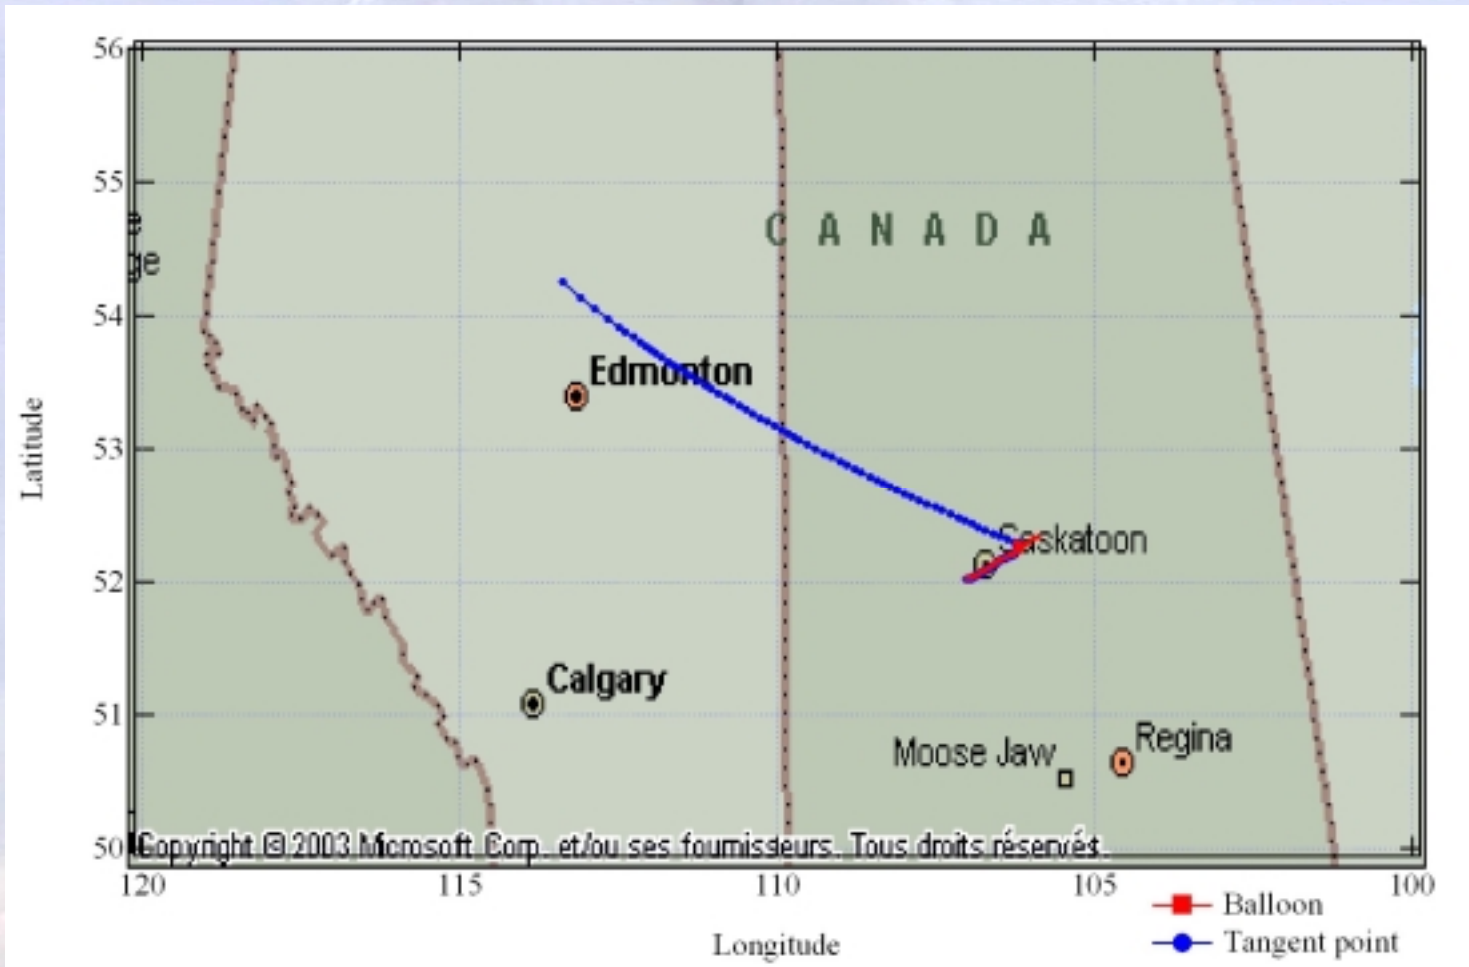 56
55
C A N A D A
ge
54
Edmonton
53
Latitude
Saskatoon
52
Calgary
51
Regina
Moose Jaw
50
Copyright © 2003 Microsoft Corp. et/ou ses fournisseurs. Tous droits réservés.
120 115 110 105 100
Balloon
Longitude
Tangent point